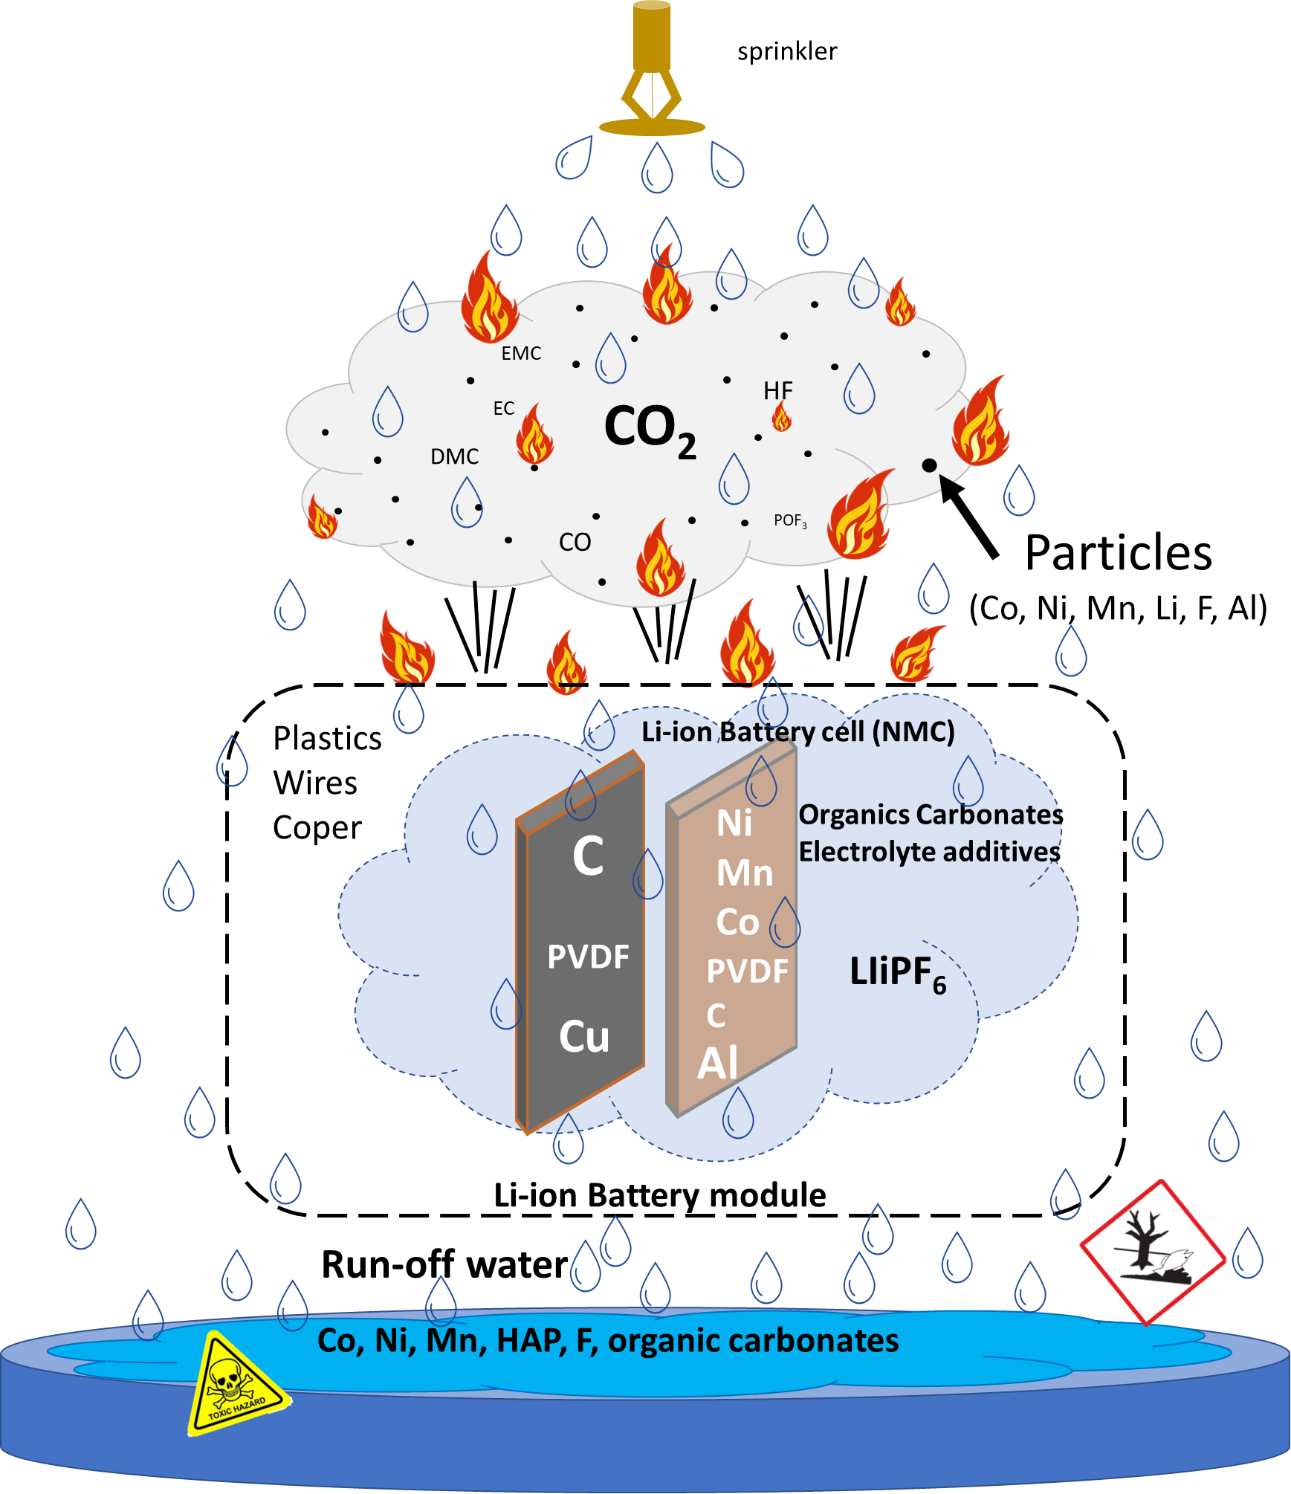 sprinkler
EMC
HF
EC
CO2
DMC
POF3
CO
Particles
(Co, Ni, Mn, Li, F, Al)
Plastics
Wires
Coper
Li-ion Battery cell (NMC)
Organics Carbonates
Electrolyte additives
C
PVDF
Cu
Ni
Mn
Co
PVDF
C
Al
LIiPF6
Li-ion Battery module
Run-off water
Co, Ni, Mn, HAP, F, organic carbonates
TOXIC HAZARD